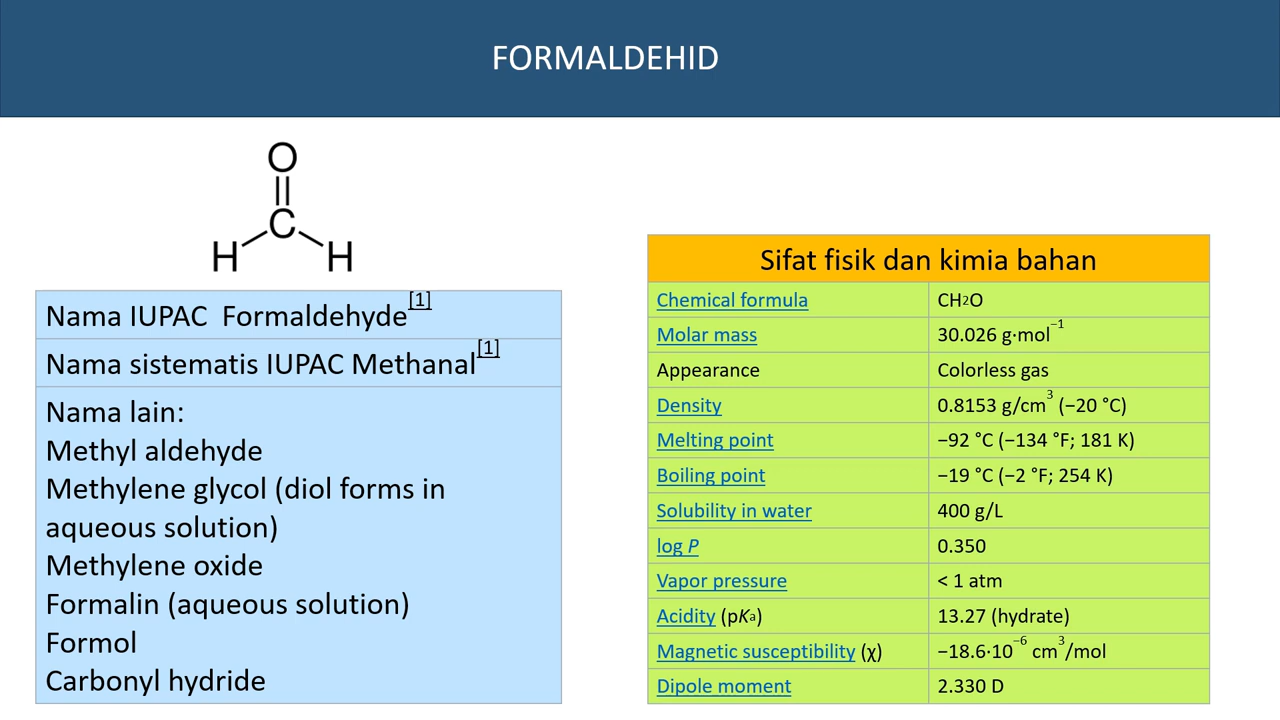 FORMALDEHID
O
C
H H
Nama IUPAC Formaldehyde[1]
Nama sistematis IUPAC Methanal[1]
Nama lain:
Methyl aldehyde
Methylene glycol (diol forms in
aqueous solution)
Methylene oxide
Formalin (aqueous solution)
Formol
Carbonyl hydride
Sifat fisik dan kimia bahan
Chemical formula CH2O
Molar mass 30.026 g·mol−1
Appearance Colorless gas
Density 0.8153 g/cm3 (−20 °C)
Melting point −92 °C (−134 °F; 181 K)
Boiling point −19 °C (−2 °F; 254 K)
Solubility in water 400 g/L
log P 0.350
Vapor pressure < 1 atm
Acidity (pKa) 13.27 (hydrate)
Magnetic susceptibility (χ) −18.6·10−6 cm3/mol
Dipole moment 2.330 D